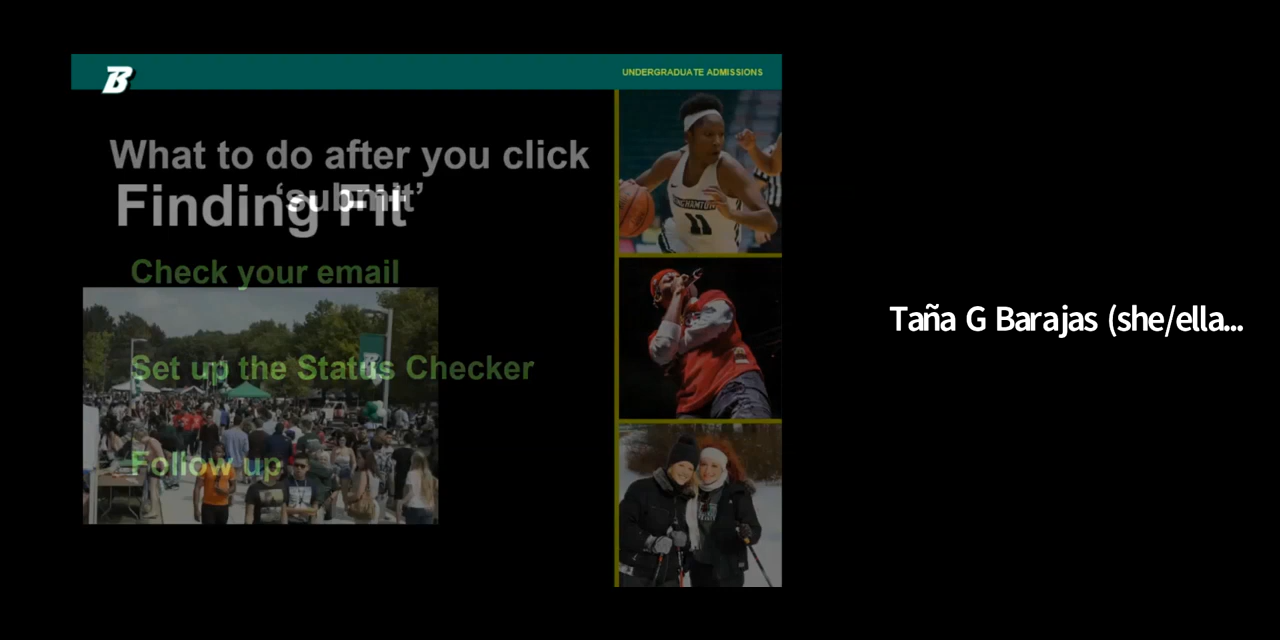 B
UNDERGRADUATE ADMISSIONS
What to do after you click
‘submit’
Finding Fit
Check your email
Set up the Status Checker
Follow up
11
Taña G Barajas (she/ella...